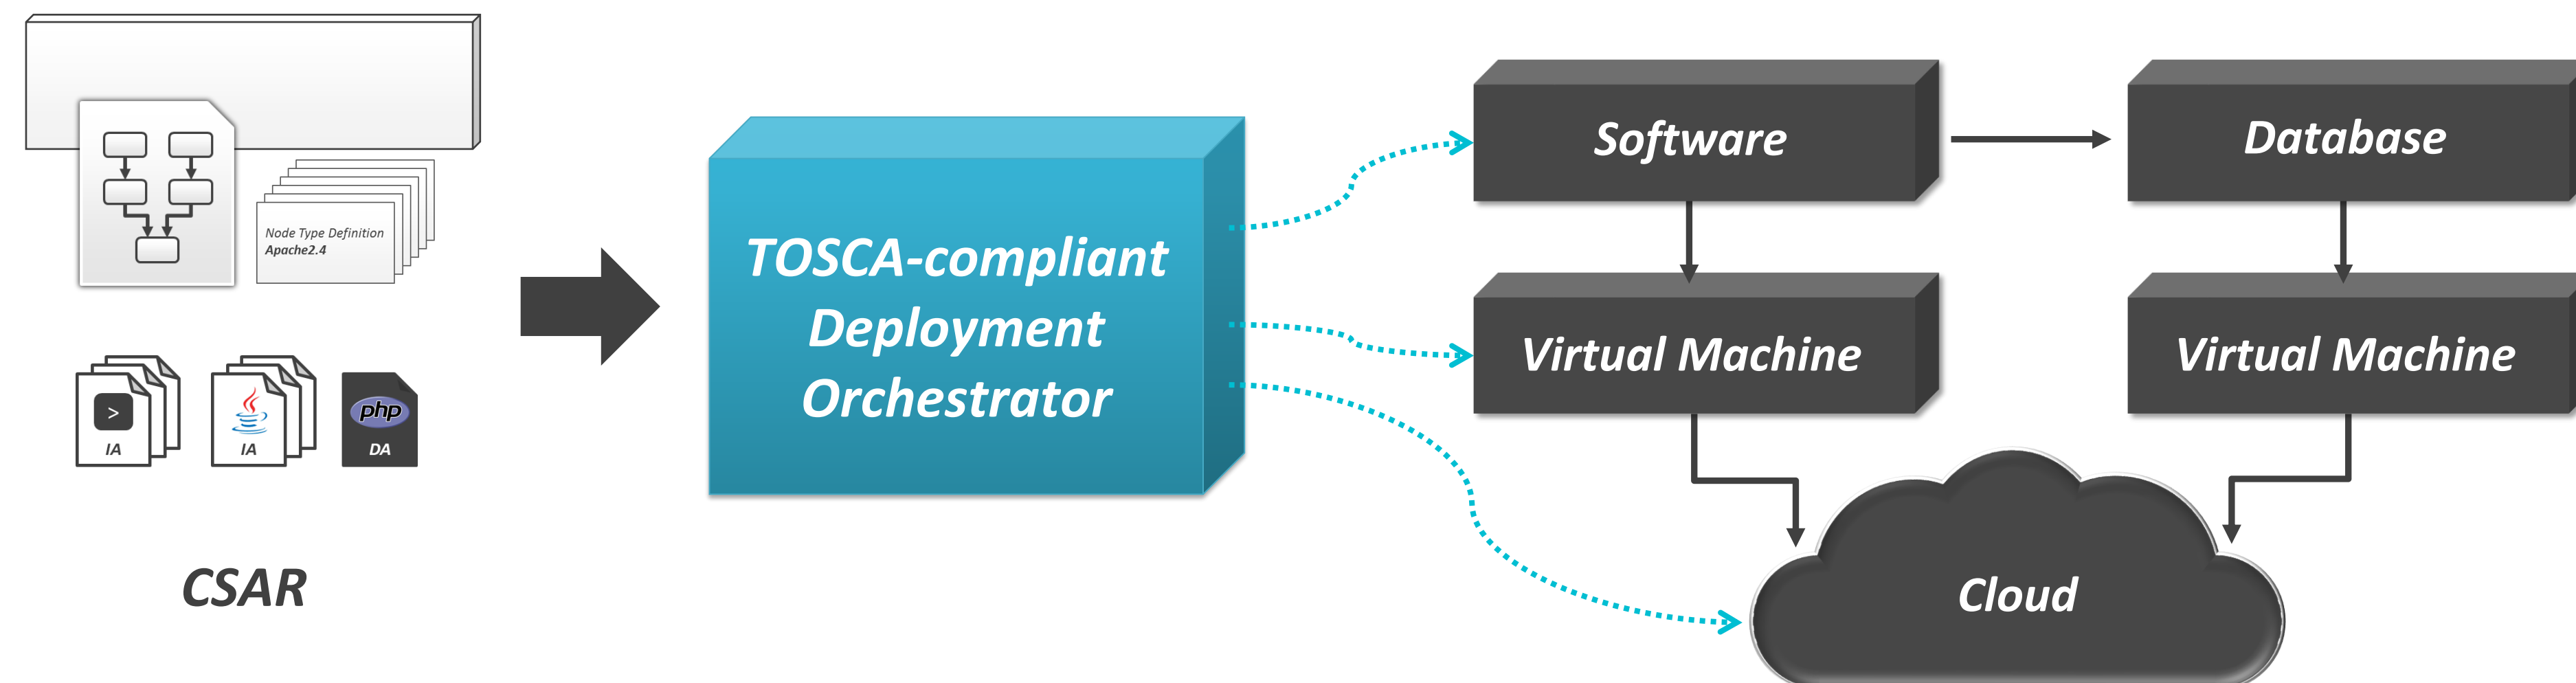 Node Type Definition
Apache2.4
>
IA
IA
php
DA
CSAR
TOSCA-compliant
Deployment
Orchestrator
Software
Database
Virtual Machine
Virtual Machine
Cloud